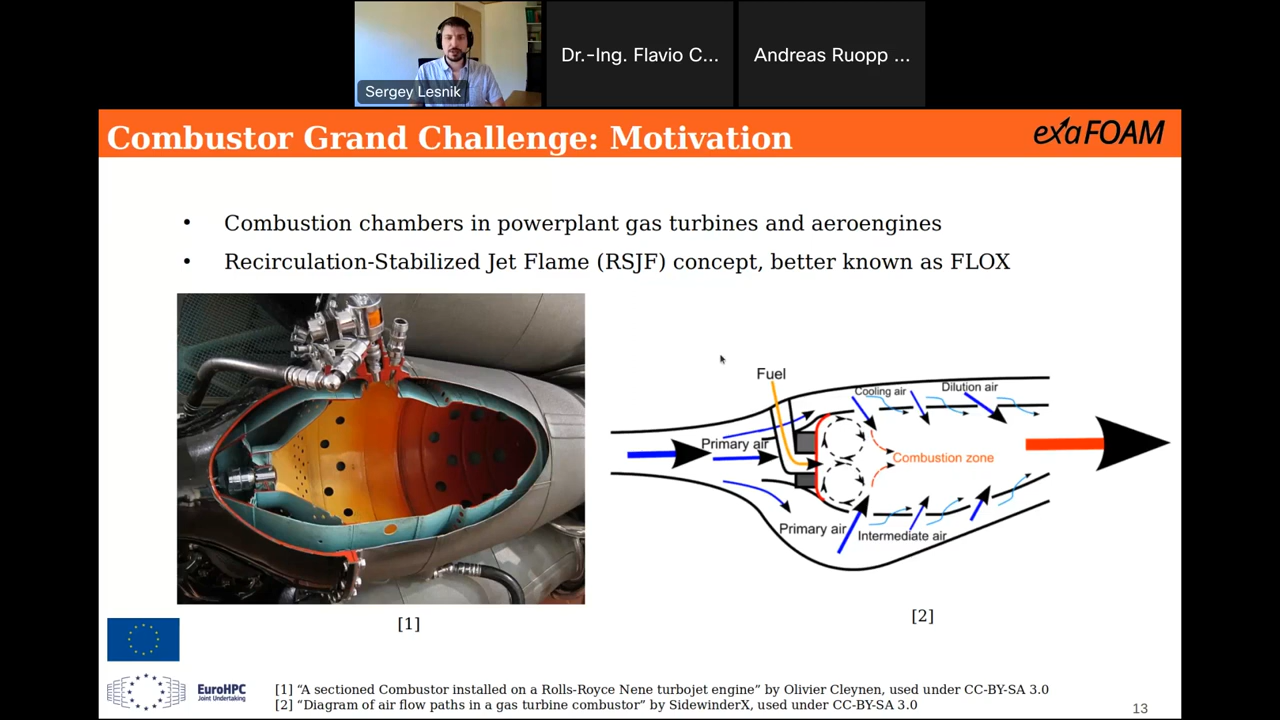 Sergey Lesnik
Dr.-Ing. Flavio C...
Andreas Ruopp ...
Combustor Grand Challenge: Motivation
exaFOAM
• Combustion chambers in powerplant gas turbines and aeroengines
• Recirculation-Stabilized Jet Flame (RSJF) concept, better known as FLOX
Fuel
Cooling air
Dilution air
Primary air
Combustion zone
Primary air
Intermediate air
[1]
[2]
EuroHPC
Joint Undertaking
[1] “A sectioned Combustor installed on a Rolls-Royce Nene turbojet engine” by Olivier Cleynen, used under CC-BY-SA 3.0
[2] “Diagram of air flow paths in a gas turbine combustor” by SidewinderX, used under CC-BY-SA 3.0
13